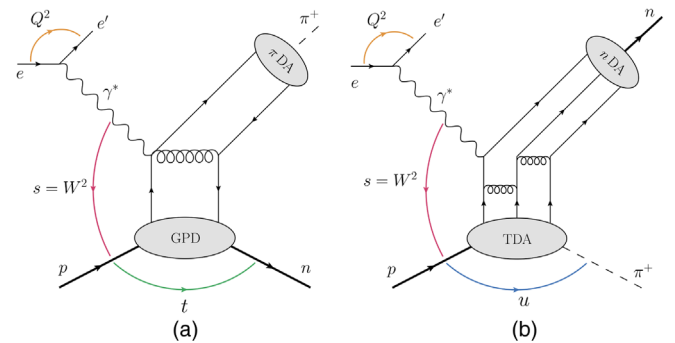 Q²
e
e′
γ*
π DA
π⁺
s = W²
GPD
p
n
t
(a)
Q²
e
e′
γ*
n DA
n
s = W²
TDA
p
π⁺
u
(b)